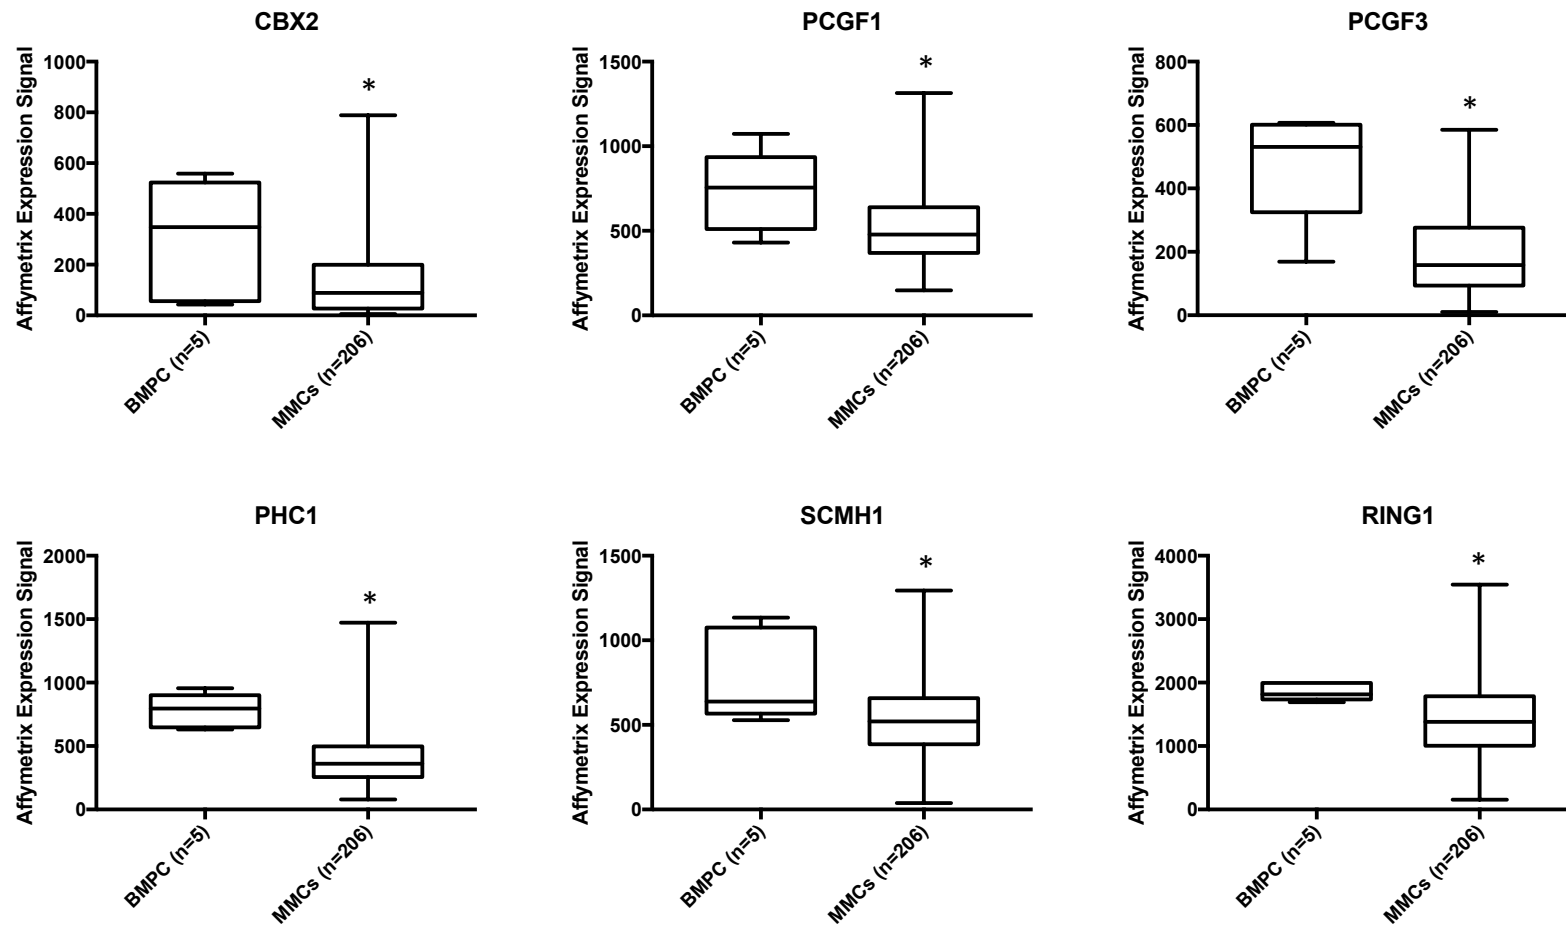 CBX2
Affymetrix Expression Signal
1000
800
600
400
200
0
*
BMPC (n=5)
MMCs (n=206)
PCGF1
Affymetrix Expression Signal
1500
1000
500
0
*
BMPC (n=5)
MMCs (n=206)
PCGF3
Affymetrix Expression Signal
800
600
400
200
0
*
BMPC (n=5)
MMCs (n=206)
PHC1
Affymetrix Expression Signal
2000
1500
1000
500
0
*
BMPC (n=5)
MMCs (n=206)
SCMH1
Affymetrix Expression Signal
1500
1000
500
0
*
BMPC (n=5)
MMCs (n=206)
RING1
Affymetrix Expression Signal
4000
3000
2000
1000
0
*
BMPC (n=5)
MMCs (n=206)